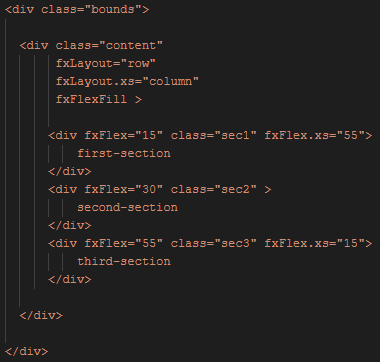 <div class="bounds">
<div class="content"
fxLayout="row"
fxLayout.xs="column"
fxFlexFill >
<div fxFlex="15" class="sec1" fxFlex.xs="55">
first-section
</div>
<div fxFlex="30" class="sec2" >
second-section
</div>
<div fxFlex="55" class="sec3" fxFlex.xs="15">
third-section
</div>
</div>
</div>